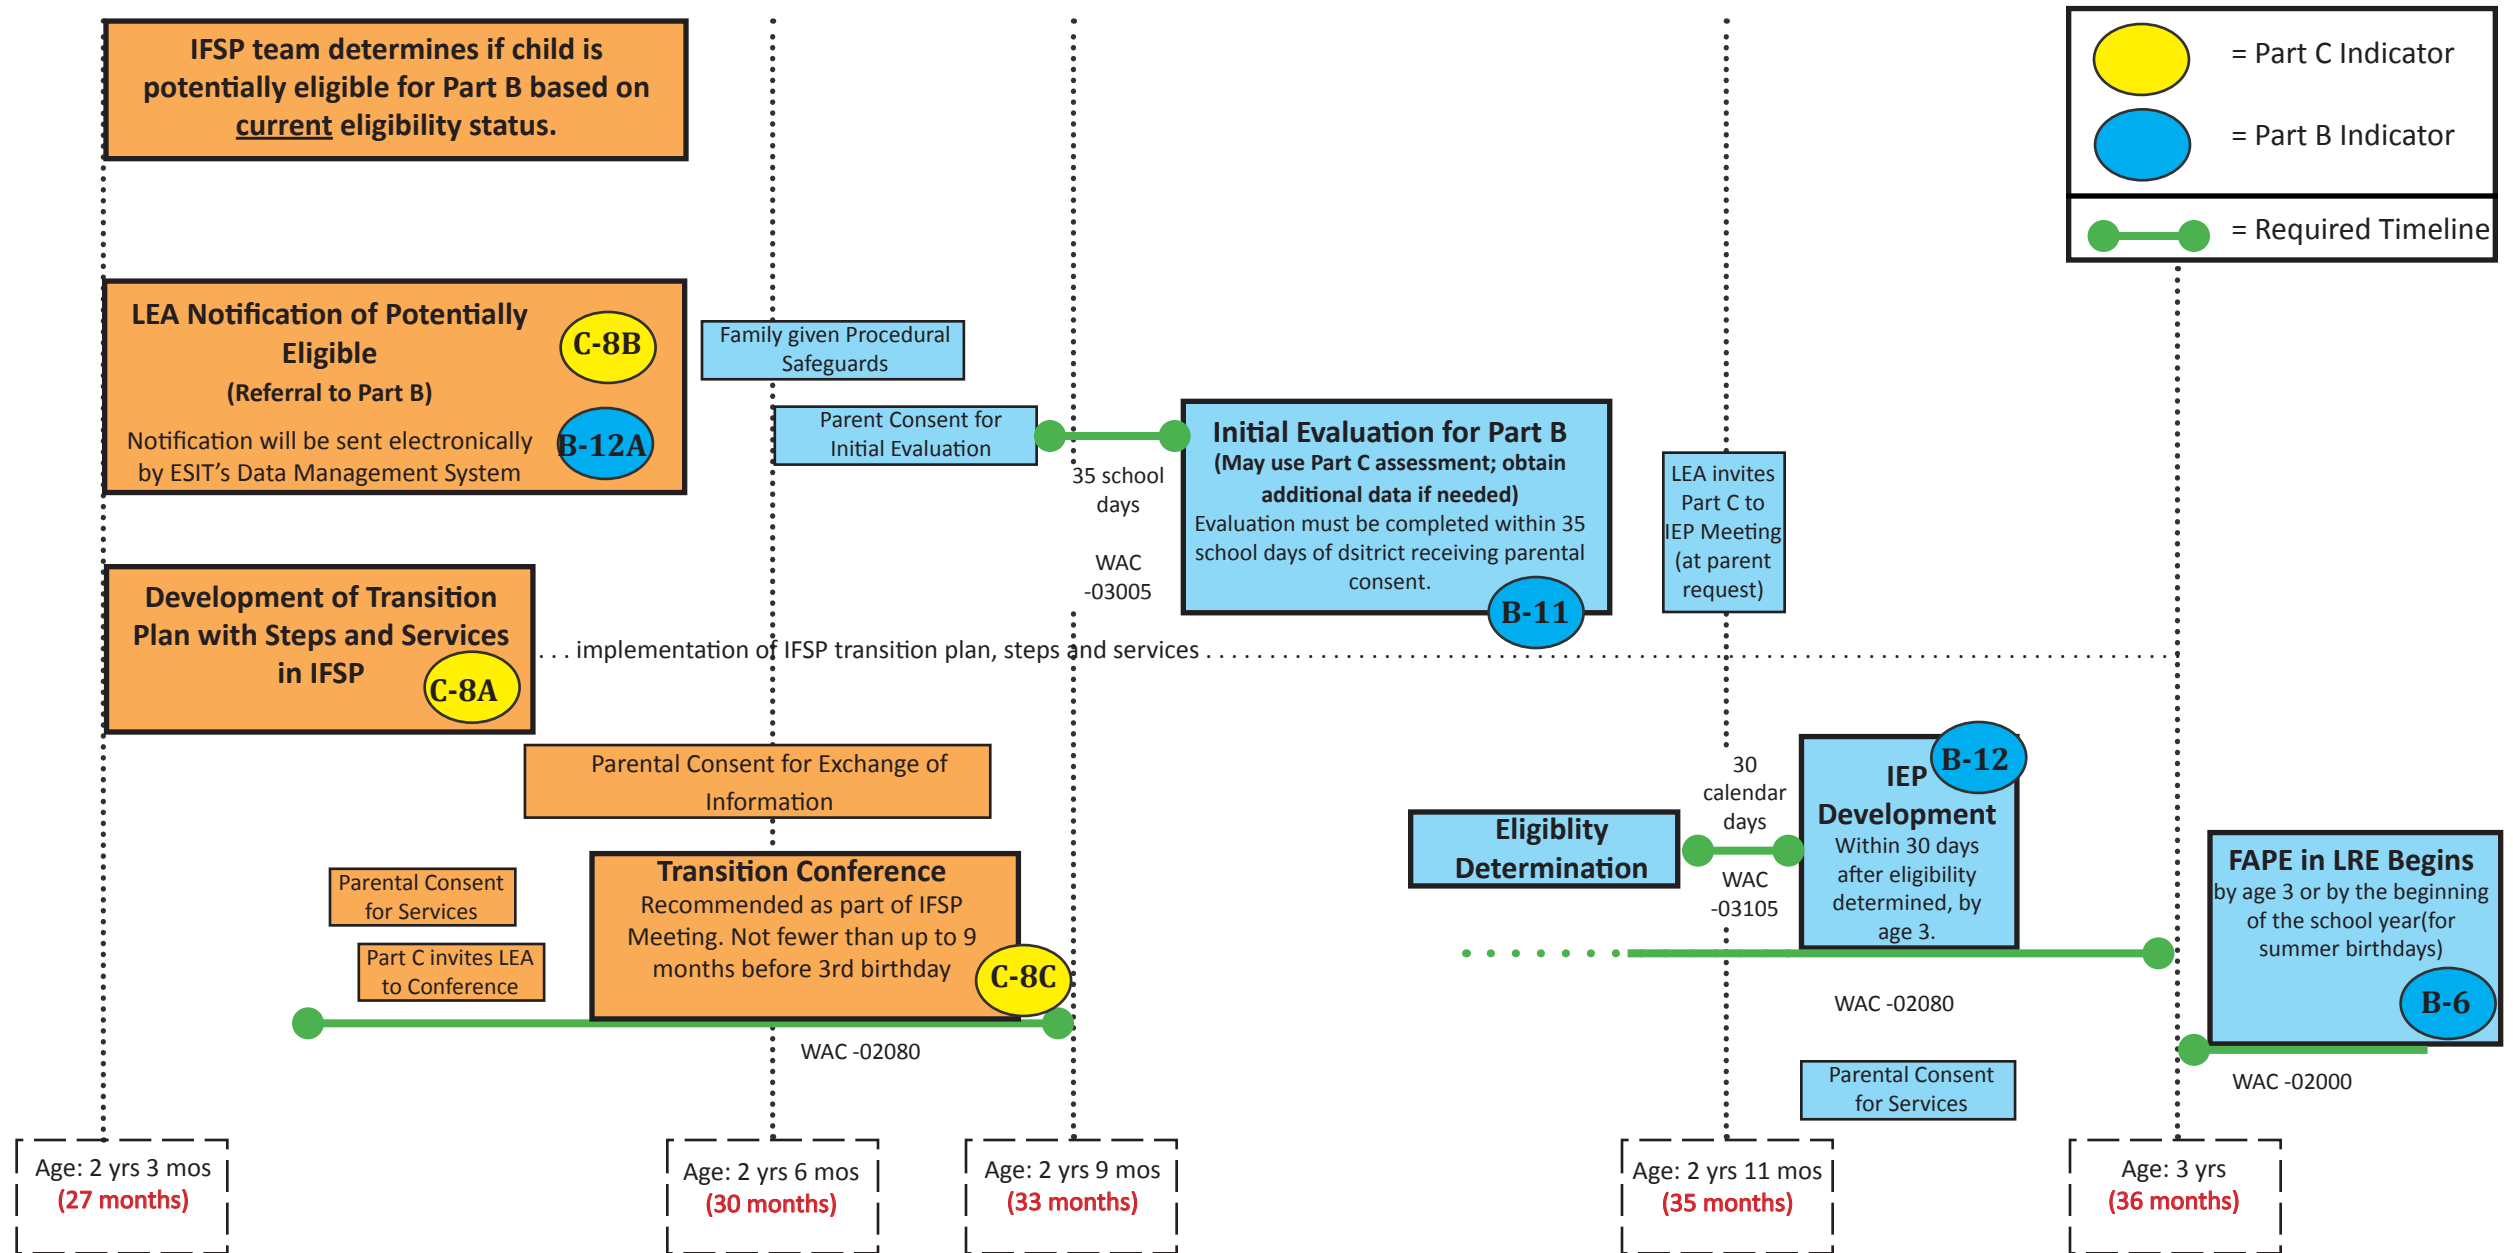 IFSP team determines if child is
potentially eligible for Part B based on
current eligibility status.
= Part C Indicator
= Part B Indicator
= Required Timeline
LEA Notification of Potentially
Eligible
(Referral to Part B)
Notification will be sent electronically
by ESIT’s Data Management System
C-8B
B-12A
Family given Procedural
Safeguards
Parent Consent for
Initial Evaluation
35 school
days
WAC
-03005
Initial Evaluation for Part B
(May use Part C assessment; obtain
additional data if needed)
Evaluation must be completed within 35
school days of dsitrict receiving parental
consent.
B-11
LEA invites
Part C to
IEP Meeting
(at parent
request)
Development of Transition
Plan with Steps and Services
in IFSP
C-8A
. . . implementation of IFSP transition plan, steps and services . . . . . . . . . . . . . . . . . . . . . . . . . . . . . . . . . . . . . . . . . . . . . . . . . . . . . . . . . . . . . . . . . . . . . . . . . . . . . .
Parental Consent for Exchange of
Information
Parental Consent
for Services
Part C invites LEA
to Conference
Transition Conference
Recommended as part of IFSP
Meeting. Not fewer than up to 9
months before 3rd birthday
C-8C
WAC -02080
Eligiblity
Determination
30
calendar
days
WAC
-03105
B-12
IEP
Development
Within 30 days
after eligibility
determined, by
age 3.
WAC -02080
Parental Consent
for Services
FAPE in LRE Begins
by age 3 or by the beginning
of the school year(for
summer birthdays)
B-6
WAC -02000
Age: 2 yrs 3 mos
(27 months)
Age: 2 yrs 6 mos
(30 months)
Age: 2 yrs 9 mos
(33 months)
Age: 2 yrs 11 mos
(35 months)
Age: 3 yrs
(36 months)